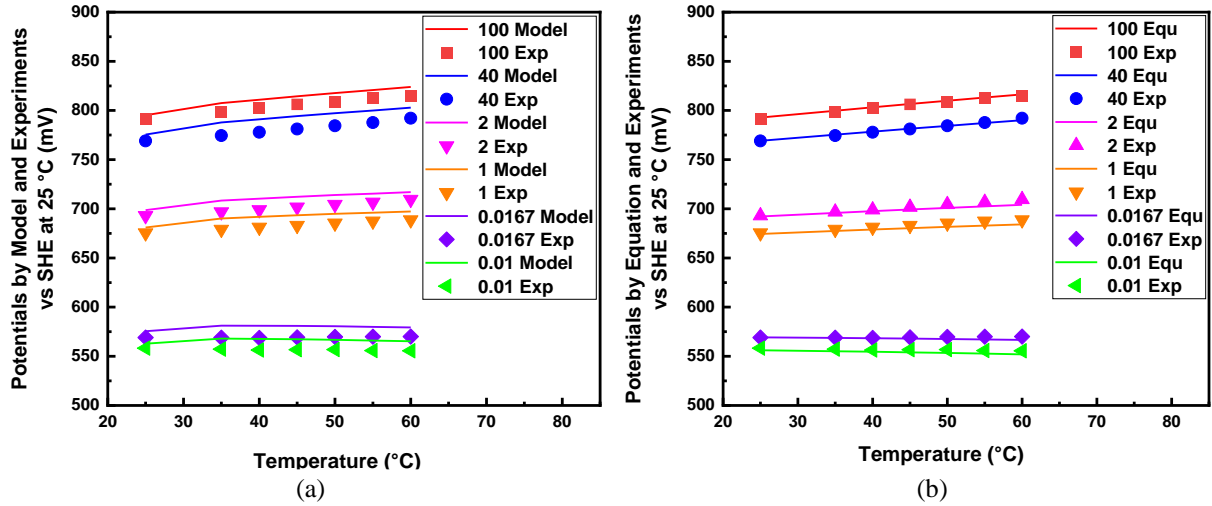 Potentials by Model and Experiments
vs SHE at 25 °C (mV)
900
850
800
750
700
650
600
550
500
20
30
40
50
60
70
80
Temperature (°C)
100 Model
100 Exp
40 Model
40 Exp
2 Model
2 Exp
1 Model
1 Exp
0.0167 Model
0.0167 Exp
0.01 Model
0.01 Exp
(a)
Potentials by Equation and Experiments
vs SHE at 25 °C (mV)
900
850
800
750
700
650
600
550
500
20
30
40
50
60
70
80
Temperature (°C)
100 Equ
100 Exp
40 Equ
40 Exp
2 Equ
2 Exp
1 Equ
1 Exp
0.0167 Equ
0.0167 Exp
0.01 Equ
0.01 Exp
(b)